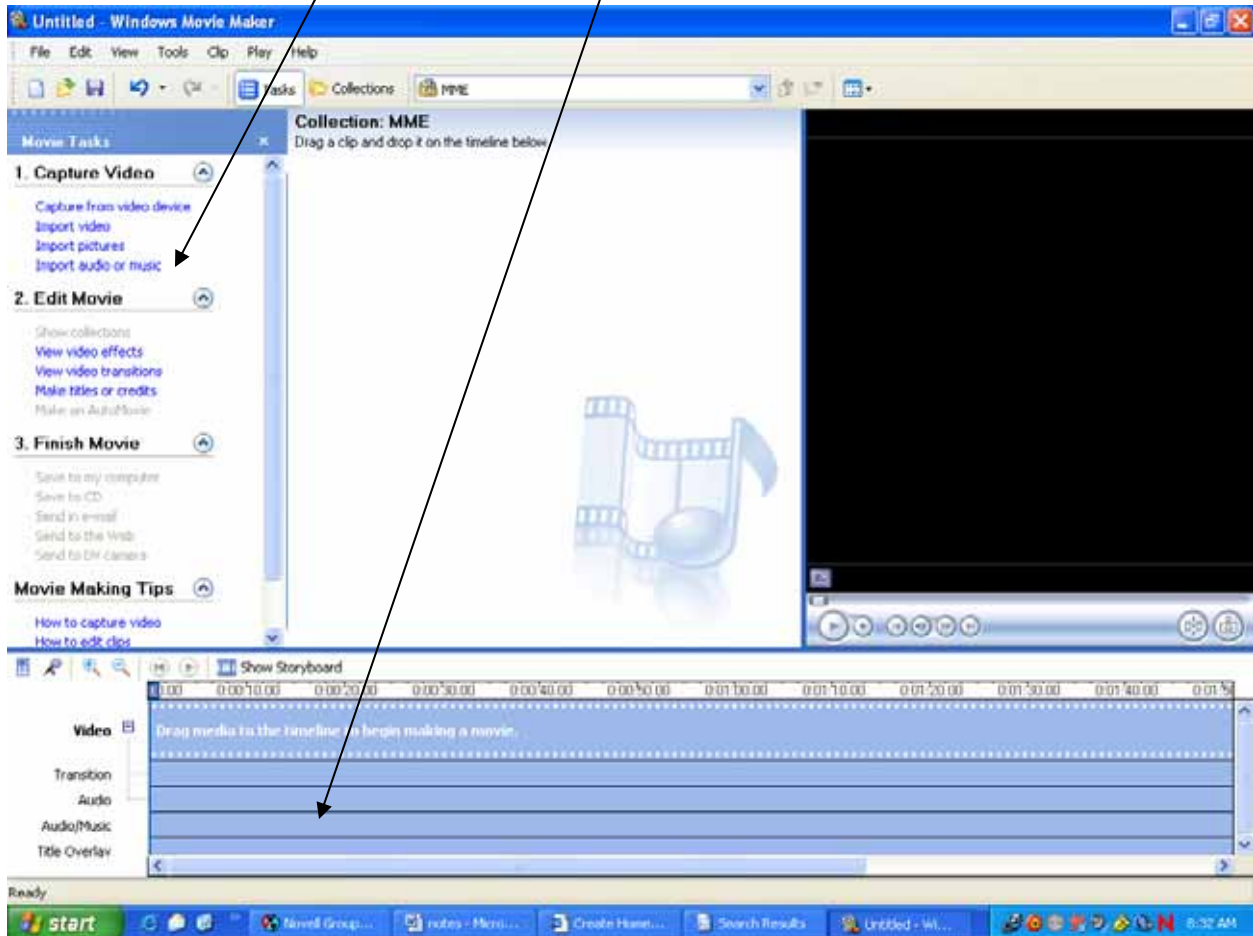 Untitled - Windows Movie Maker
File Edit View Tools Clip Play Help
Tasks Collections MME
Movie Tasks
Collection: MME
Drag a clip and drop it on the timeline below
1. Capture Video
Capture from video device
Import video
Import pictures
Import audio or music
2. Edit Movie
Show collections
View video effects
View video transitions
Make titles or credits
Make an AutoMovie
3. Finish Movie
Save to my computer
Save to CD
Send in e-mail
Send to the Web
Send to DV camera
Movie Making Tips
How to capture video
How to edit clips
Show Storyboard
0:00 0:00:10.00 0:00:20.00 0:00:30.00 0:00:40.00 0:00:50.00 0:01:00.00 0:01:10.00 0:01:20.00 0:01:30.00 0:01:40.00 0:01:5
Video Drag media to the timeline to begin making a movie.
Transition
Audio
Audio/Music
Title Overlay
Ready
start Novell Group... notes - Micro... Create Home... Search Results Untitled - Wi... 8:32 AM